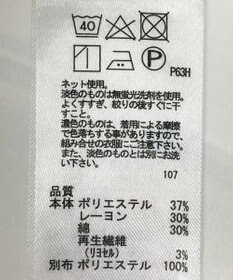 40
P
P63H
ネット使用。
淡色のものは無蛍光洗剤を使用。
よくすすぎ、絞りの後すぐに干
すこと。
濃色のものは、着用による摩擦
で色落ちする事がありますので、
組み合せの衣服にご注意下さい。
また、淡色のものとは別にお洗
い下さい。
107
品質
本体 ポリエステル 37%
レーヨン 30%
綿 30%
再生繊維
(リヨセル) 3%
別布 ポリエステル 100%